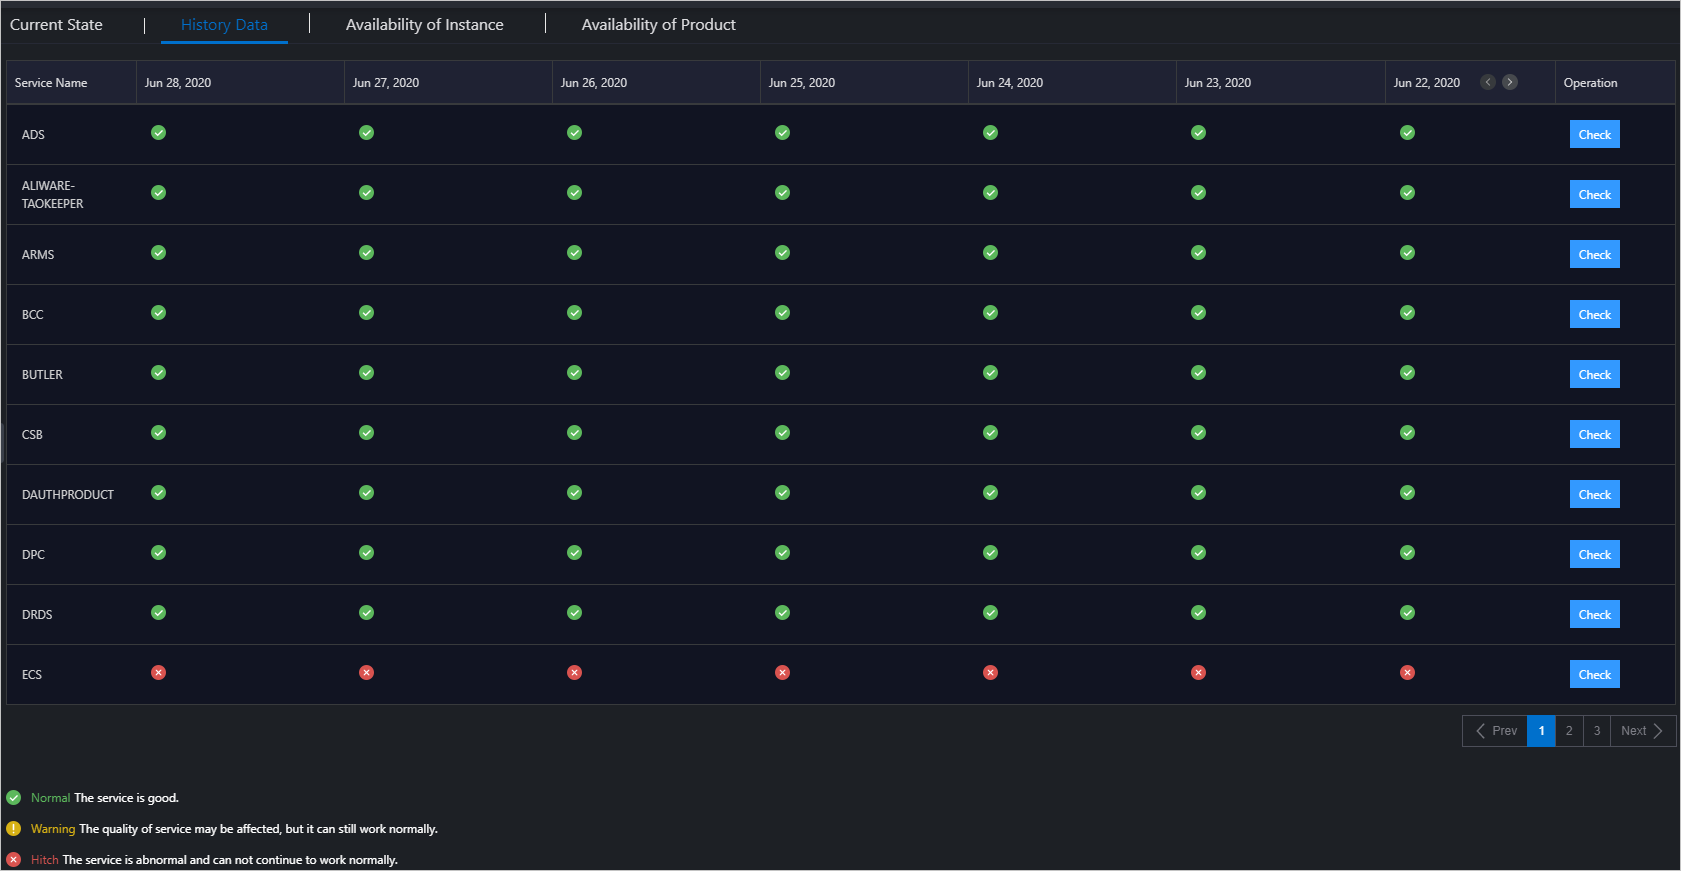 Current State | History Data | Availability of Instance | Availability of Product
Service Name Jun 28, 2020 Jun 27, 2020 Jun 26, 2020 Jun 25, 2020 Jun 24, 2020 Jun 23, 2020 Jun 22, 2020 Operation
ADS Check
ALIWARE-
TAOKEEPER Check
ARMS Check
BCC Check
BUTLER Check
CSB Check
DAUTHPRODUCT Check
DPC Check
DRDS Check
ECS Check
Prev 1 2 3 Next
Normal The service is good.
Warning The quality of service may be affected, but it can still work normally.
Hitch The service is abnormal and can not continue to work normally.